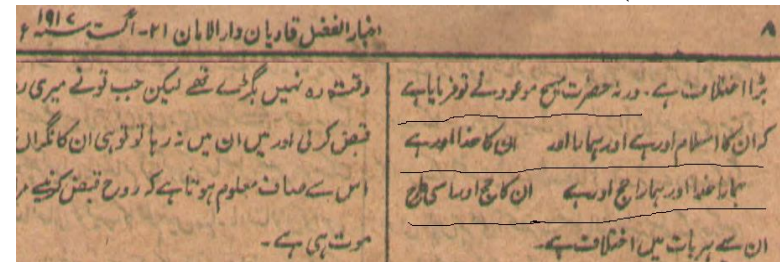 ۸
اخبار الفضل قادیان دارالامان ۲۱۔ اگست سنہ ۱۹۱۷ء
بڑا اختلاف ہے۔ ورنہ حضرت مسیح موعود نے تو فرمایا ہے
کہ ان کا اسلام اور ہے اور ہمارا اور ان کا خدا اور ہے
ہمارا خدا اور ہمارا حج اور ہے ان کا حج اور اسی طرح
ان سے ہر بات میں اختلاف ہے۔
وقت وہ نہیں بگڑے تھے لیکن جب تونے میری
قبض کرلی اور میں ان میں نہ رہا تو تو ہی ان کا نگران
اس سے صاف معلوم ہوتا ہے کہ روح قبض کرنیسے
موت ہی ہے۔